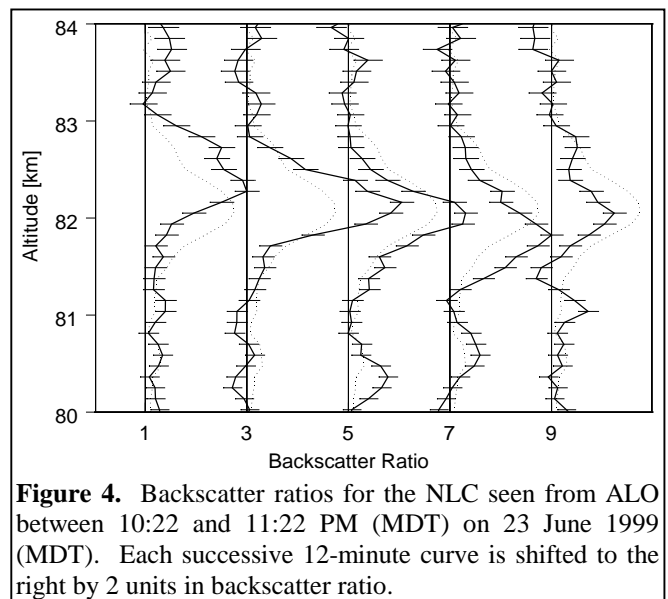 84
83
82
81
80
Altitude [km]
1 3 5 7 9
Backscatter Ratio
Figure 4. Backscatter ratios for the NLC seen from ALO
between 10:22 and 11:22 PM (MDT) on 23 June 1999
(MDT). Each successive 12-minute curve is shifted to the
right by 2 units in backscatter ratio.